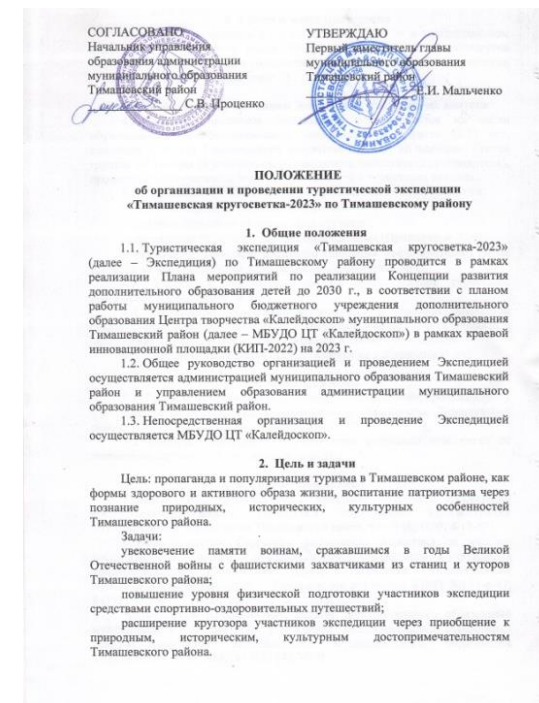 СОГЛАСОВАНО
Начальник управления
образования администрации
муниципального образования
Тимашевский район
С.В. Проценко
УТВЕРЖДАЮ
Первый заместитель главы
муниципального образования
Тимашевский район
Е.И. Мальченко
ПОЛОЖЕНИЕ
об организации и проведении туристической экспедиции
«Тимашевская кругосветка-2023» по Тимашевскому району
1. Общие положения
1.1. Туристическая экспедиция «Тимашевская кругосветка-2023»
(далее – Экспедиция) по Тимашевскому району проводится в рамках
реализации Плана мероприятий по реализации Концепции развития
дополнительного образования детей до 2030 г., в соответствии с планом
работы муниципального бюджетного учреждения дополнительного
образования Центра творчества «Калейдоскоп» муниципального образования
Тимашевский район (далее – МБУДО ЦТ «Калейдоскоп») в рамках краевой
инновационной площадки (КИП-2022) на 2023 г.
1.2. Общее руководство организацией и проведением Экспедицией
осуществляется администрацией муниципального образования Тимашевский
район и управлением образования администрации муниципального
образования Тимашевский район.
1.3. Непосредственная организация и проведение Экспедицией
осуществляется МБУДО ЦТ «Калейдоскоп».
2. Цель и задачи
Цель: пропаганда и популяризация туризма в Тимашевском районе, как
формы здорового и активного образа жизни, воспитание патриотизма через
познание природных, исторических, культурных особенностей
Тимашевского района.
Задачи:
увековечение памяти воинам, сражавшимся в годы Великой
Отечественной войны с фашистскими захватчиками из станиц и хуторов
Тимашевского района;
повышение уровня физической подготовки участников экспедиции
средствами спортивно-оздоровительных путешествий;
расширение кругозора участников экспедиции через приобщение к
природным, историческим, культурным достопримечательностям
Тимашевского района.